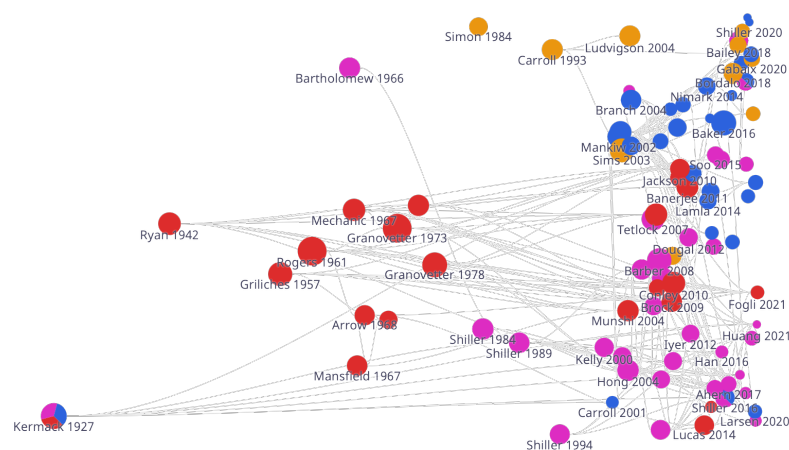 Shiller 2020
Simon 1984
Ludvigson 2004
Bailey 2018
Carroll 1993
Gabaix 2020
Bartholomew 1966
Bordalo 2018
Nimark 2014
Branch 2004
Baker 2016
Mankiw 2002
Sims 2003
Soo 2015
Jackson 2010
Banerjee 2011
Lamla 2014
Mechanic 1962
Tetlock 2007
Ryan 1942
Granovetter 1973
Dougal 2012
Rogers 1961
Barber 2008
Granovetter 1978
Griliches 1957
Conley 2010
Fogli 2021
Brock 2009
Munshi 2004
Arrow 1968
Huang 2021
Shiller 1984
Iyer 2012
Shiller 1989
Kelly 2000
Han 2016
Mansfield 1967
Hong 2004
Ahern 2017
Carroll 2001
Shiller 2016
Larsen 2020
Kermack 1927
Lucas 2014
Shiller 1994